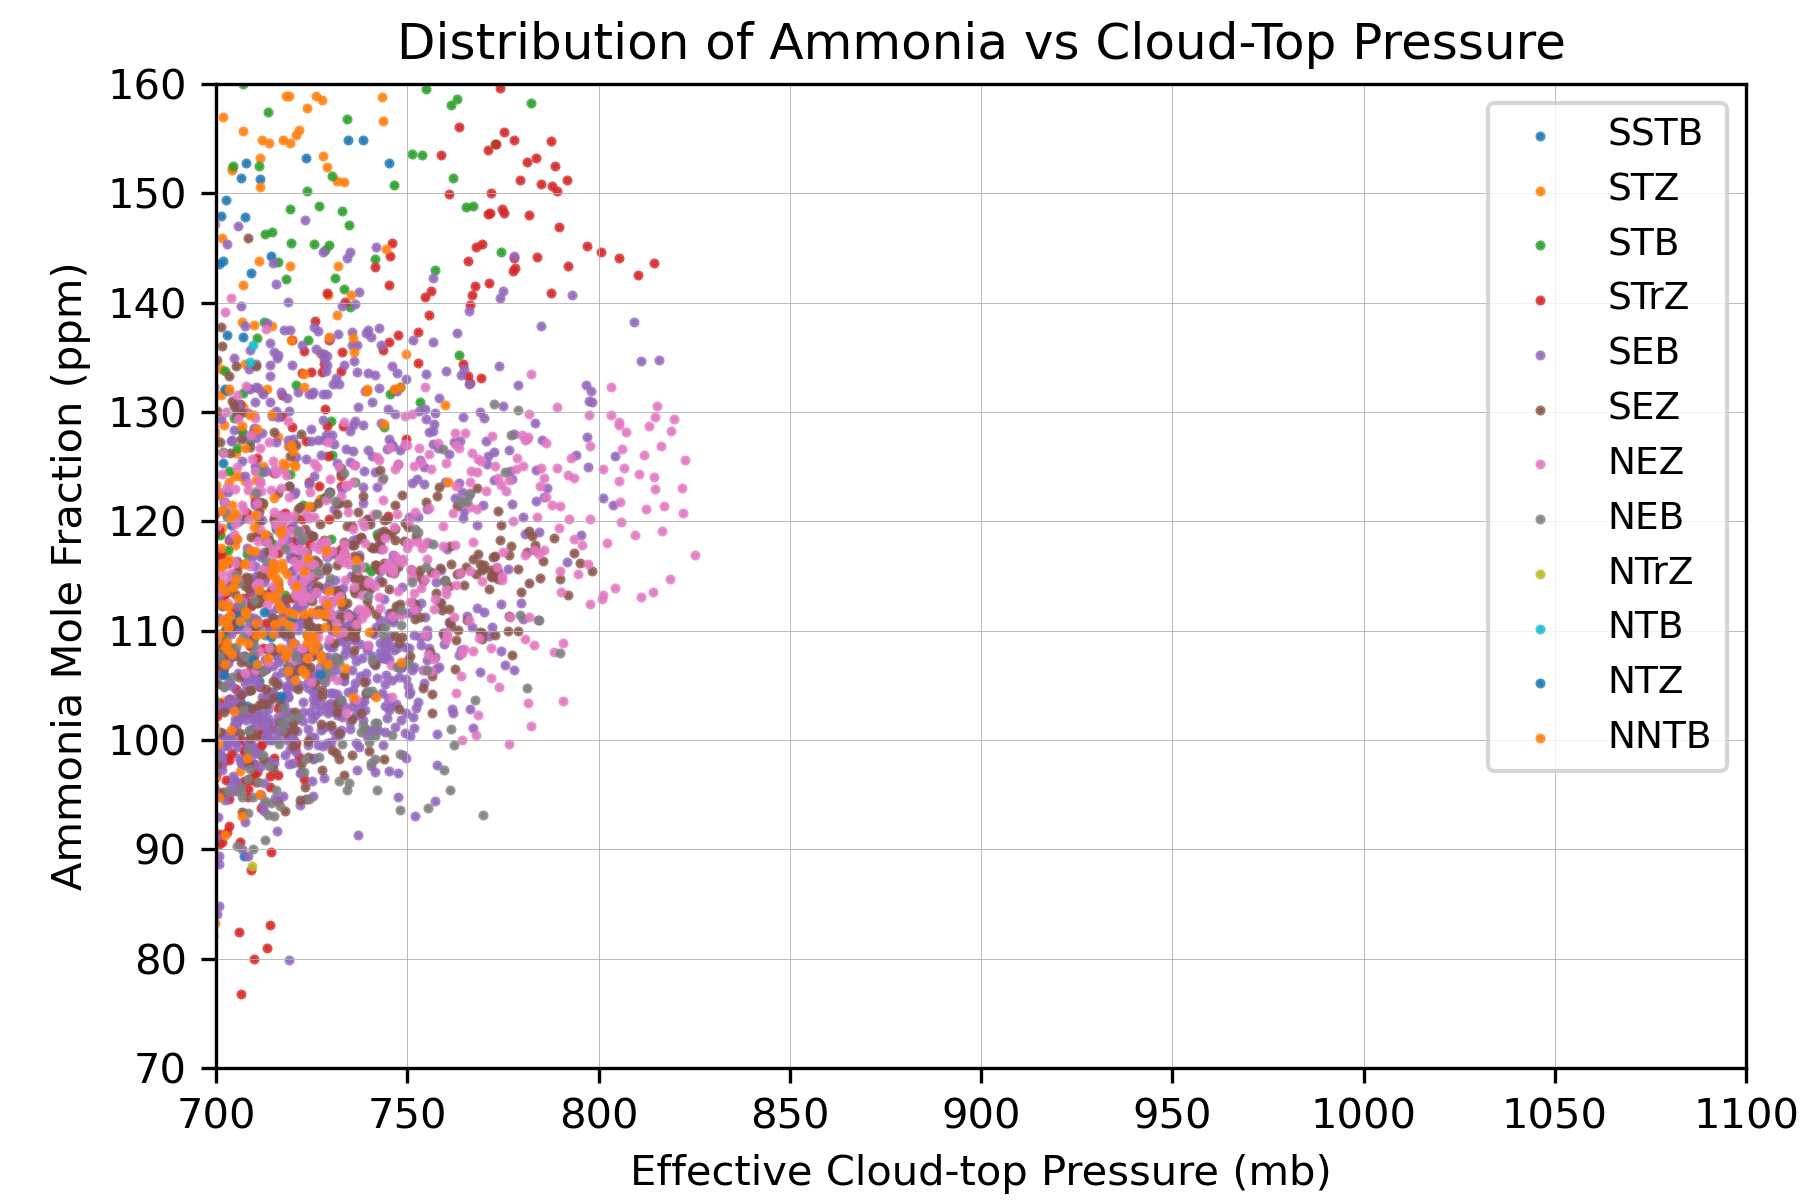 Distribution of Ammonia vs Cloud-Top Pressure
160
150
140
130
120
110
100
90
80
70
Ammonia Mole Fraction (ppm)
SSTB
STZ
STB
STrZ
SEB
SEZ
NEZ
NEB
NTrZ
NTB
NTZ
NNTB
700 750 800 850 900 950 1000 1050 1100
Effective Cloud-top Pressure (mb)